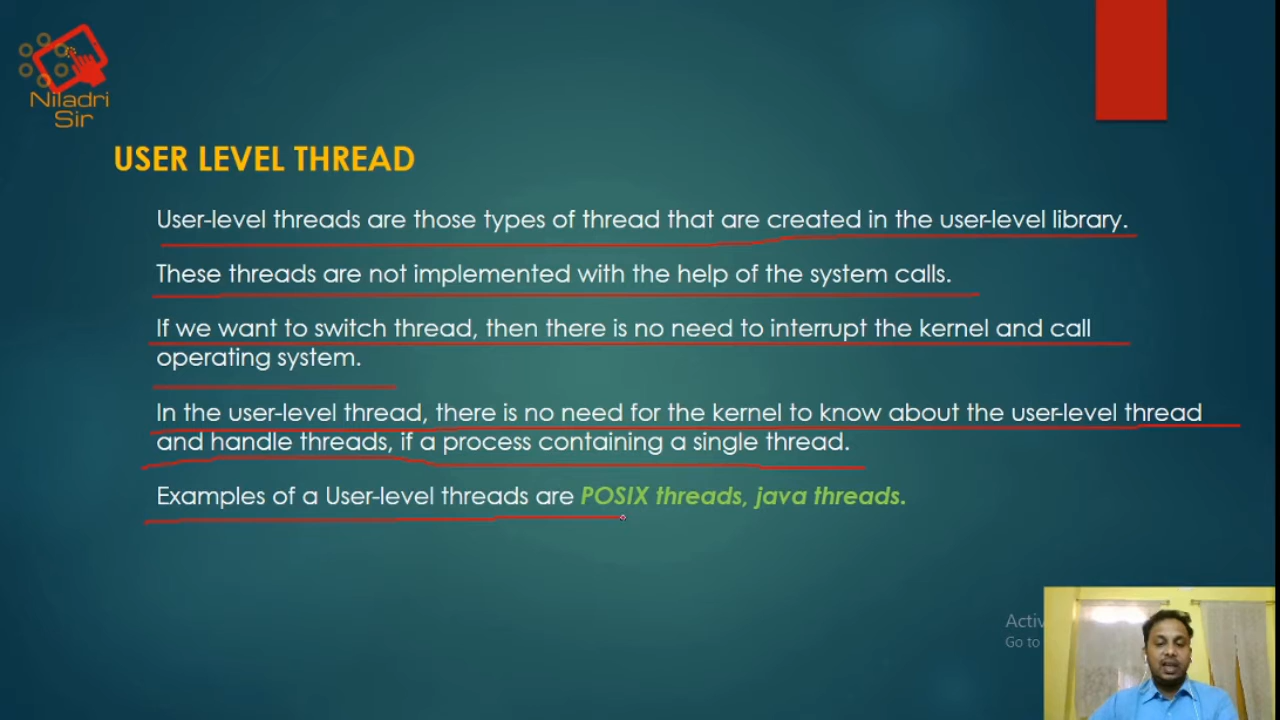 Niladri
Sir
USER LEVEL THREAD
User-level threads are those types of thread that are created in the user-level library.
These threads are not implemented with the help of the system calls.
If we want to switch thread, then there is no need to interrupt the kernel and call
operating system.
In the user-level thread, there is no need for the kernel to know about the user-level thread
and handle threads, if a process containing a single thread.
Examples of a User-level threads are POSIX threads, java threads.
Go to